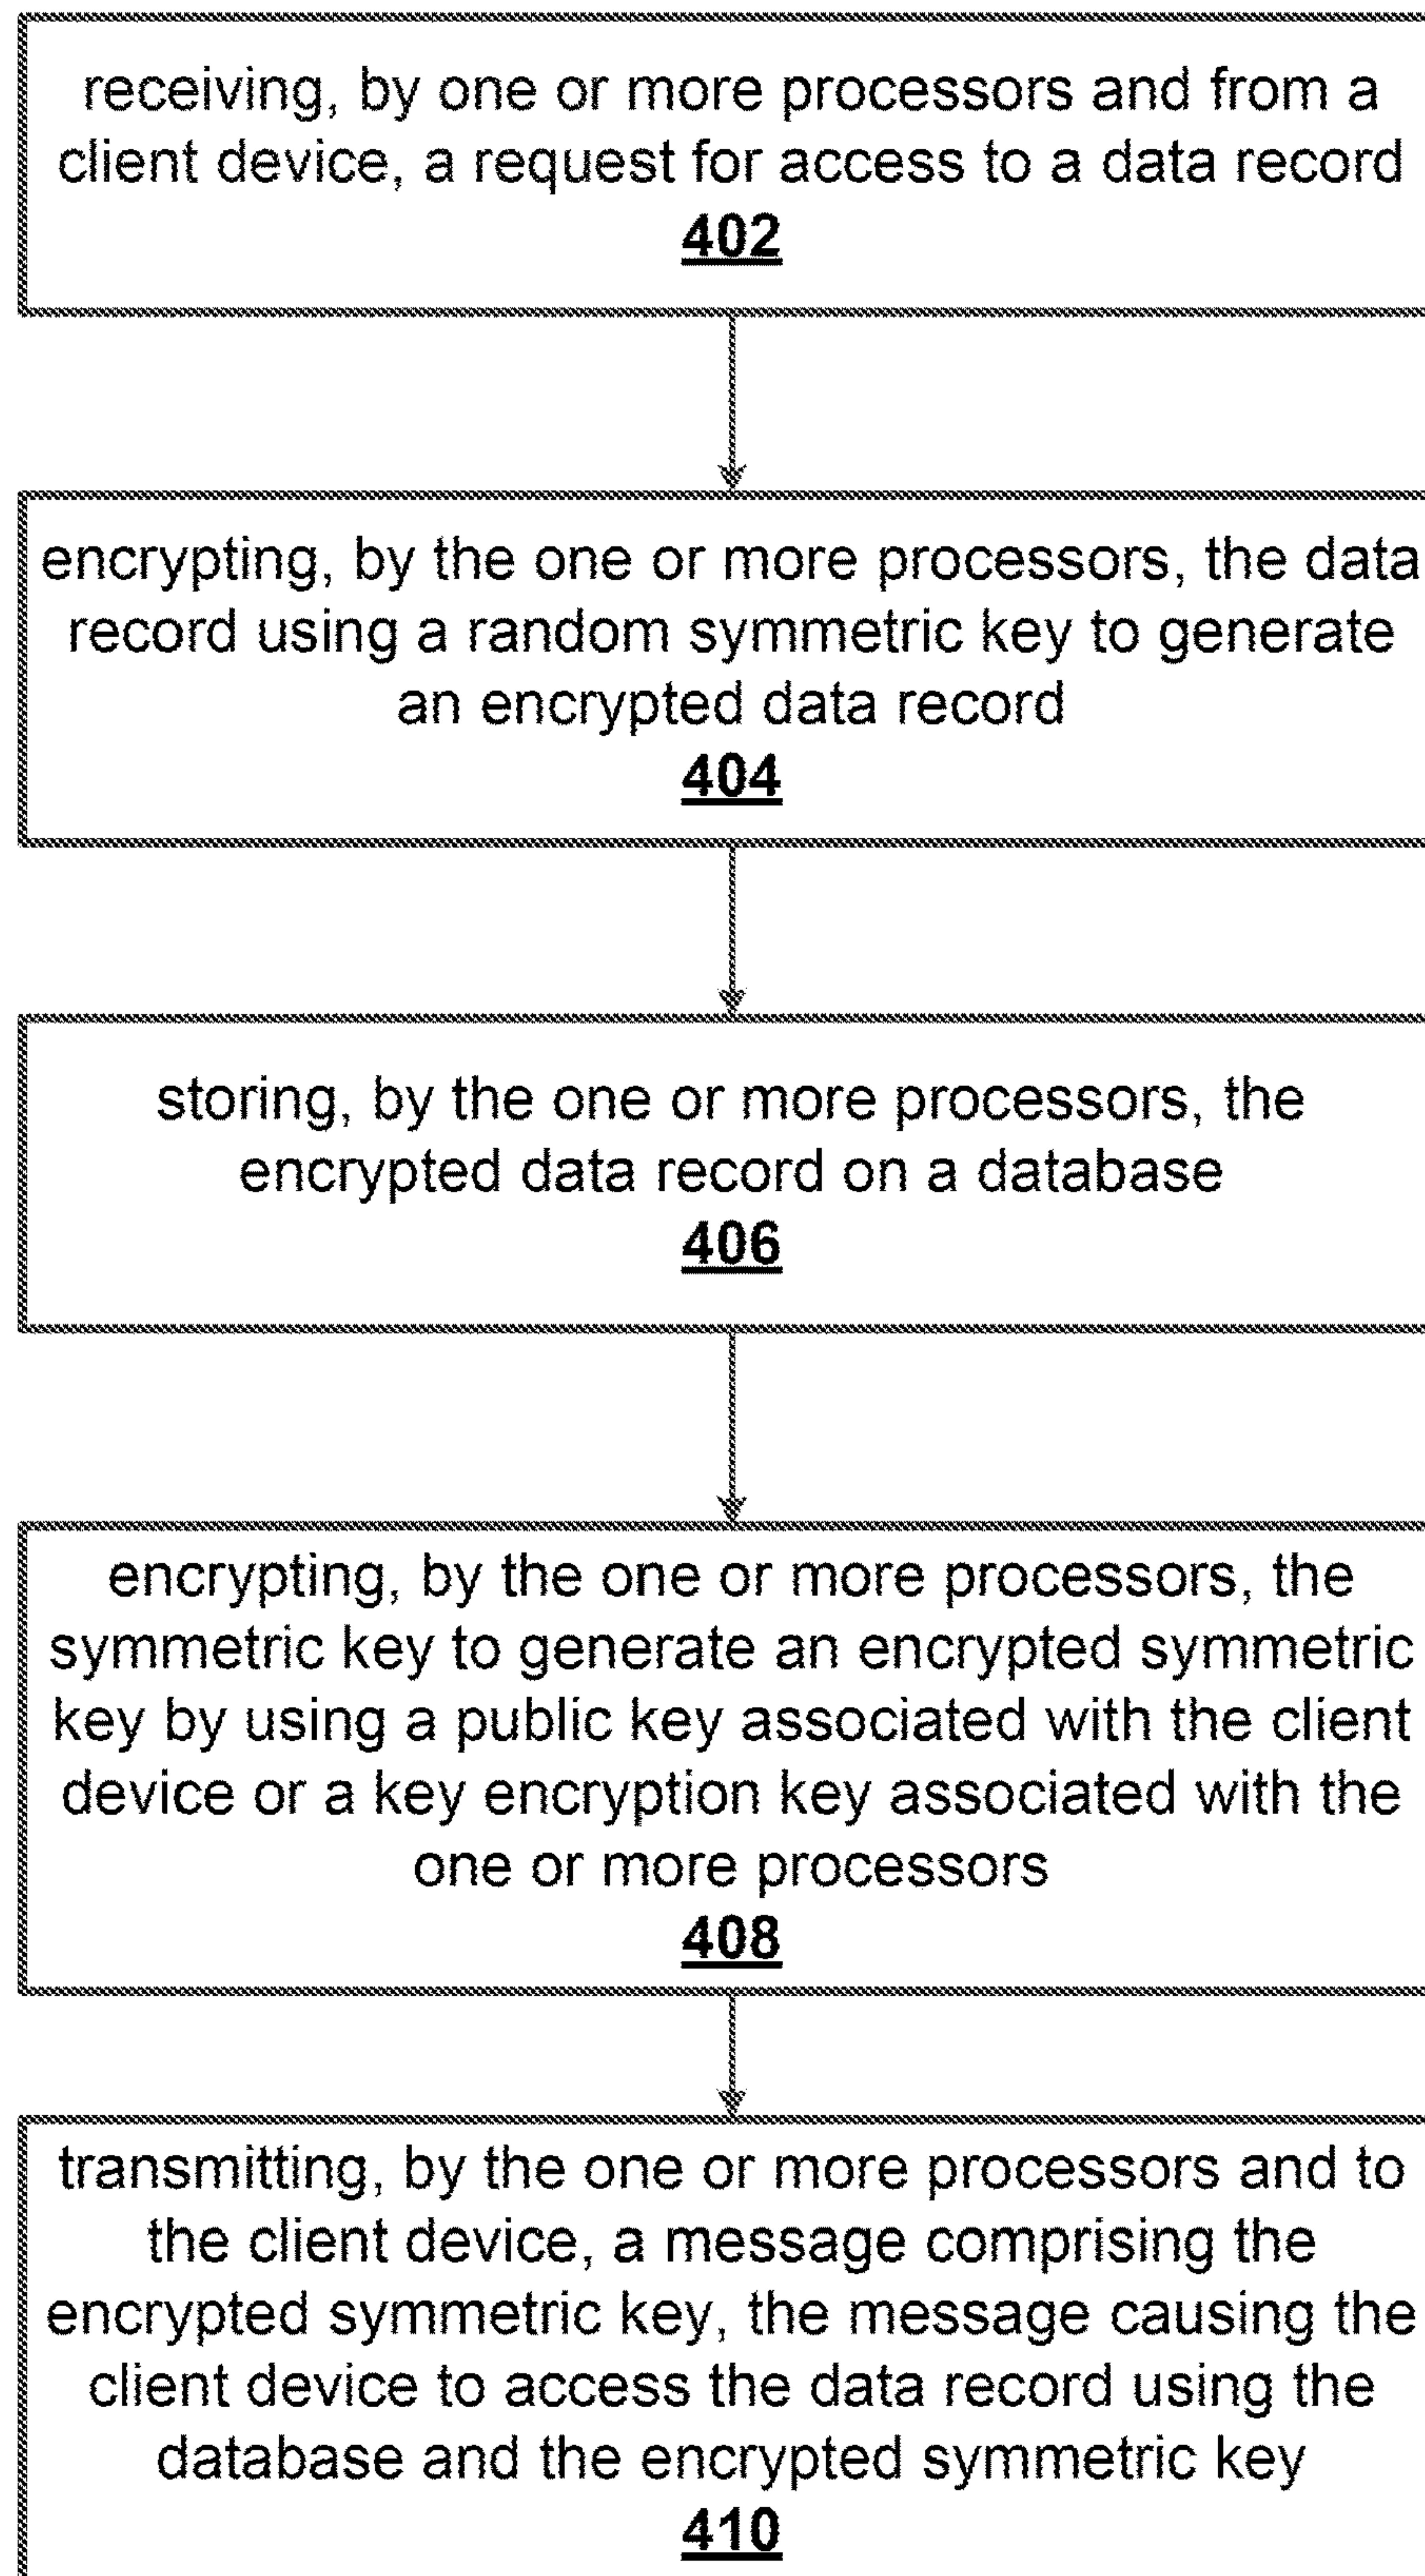 receiving, by one or more processors and from a
client device, a request for access to a data record
402
encrypting, by the one or more processors, the data
record using a random symmetric key to generate
an encrypted data record
404
storing, by the one or more processors, the
encrypted data record on a database
406
encrypting, by the one or more processors, the
symmetric key to generate an encrypted symmetric
key by using a public key associated with the client
device or a key encryption key associated with the
one or more processors
408
transmitting, by the one or more processors and to
the client device, a message comprising the
encrypted symmetric key, the message causing the
client device to access the data record using the
database and the encrypted symmetric key
410